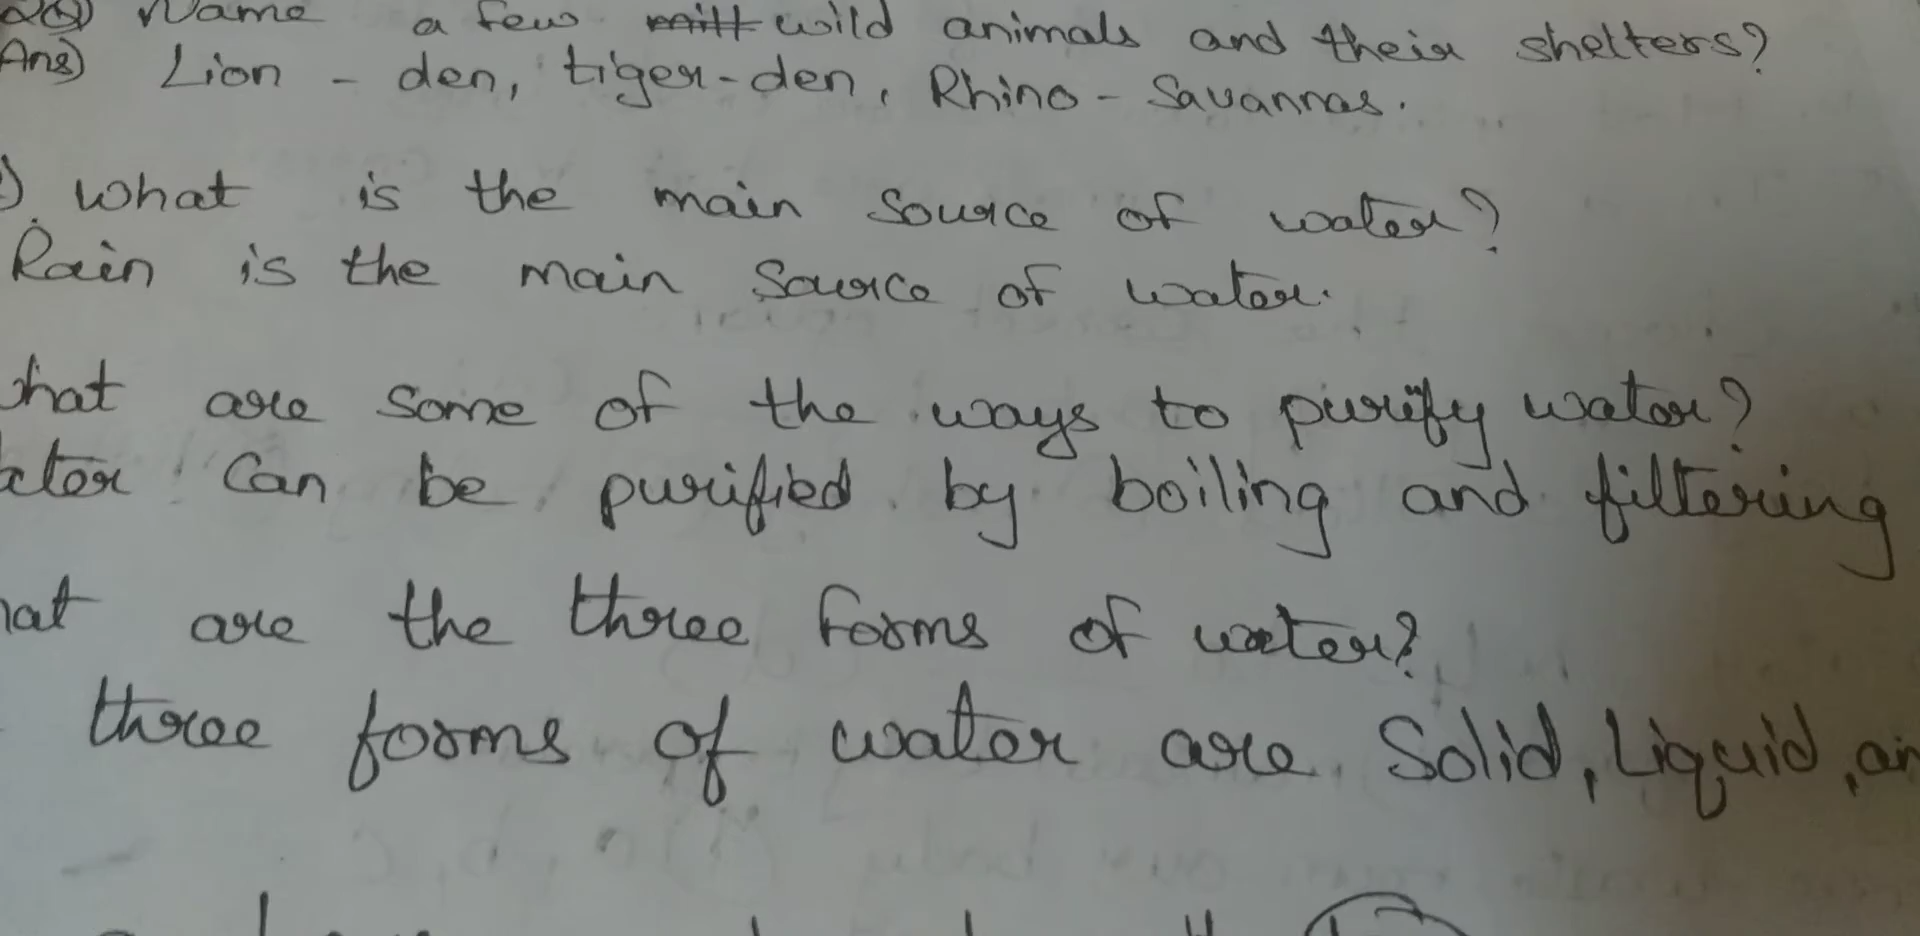 Name a few wild animals and their shelters?
Ans) Lion - den, tiger-den, Rhino - Savannas.
What is the main source of water?
Rain is the main source of water.
are some of the ways to purify water?
can be purified by boiling and filtering
are the three forms of water?
three forms of water are Solid, Liquid,